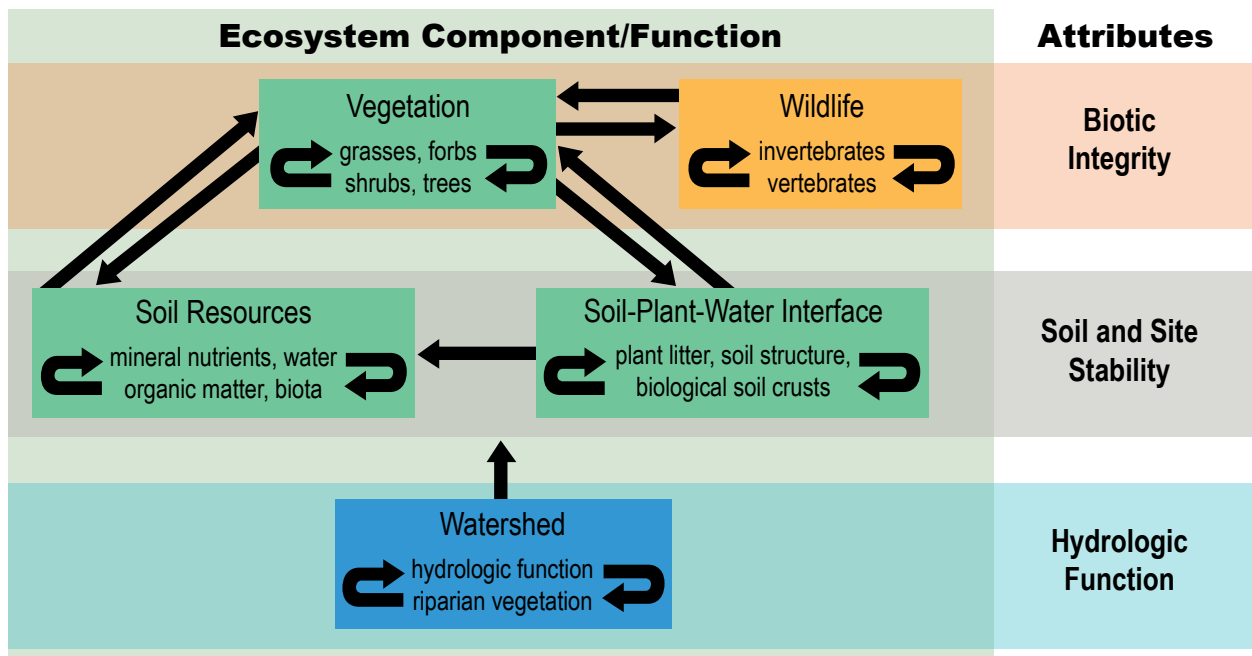 Ecosystem Component/Function
Attributes
Vegetation
grasses, forbs
shrubs, trees
Wildlife
invertebrates
vertebrates
Biotic
Integrity
Soil Resources
mineral nutrients, water
organic matter, biota
Soil-Plant-Water Interface
plant litter, soil structure,
biological soil crusts
Soil and Site
Stability
Watershed
hydrologic function
riparian vegetation
Hydrologic
Function